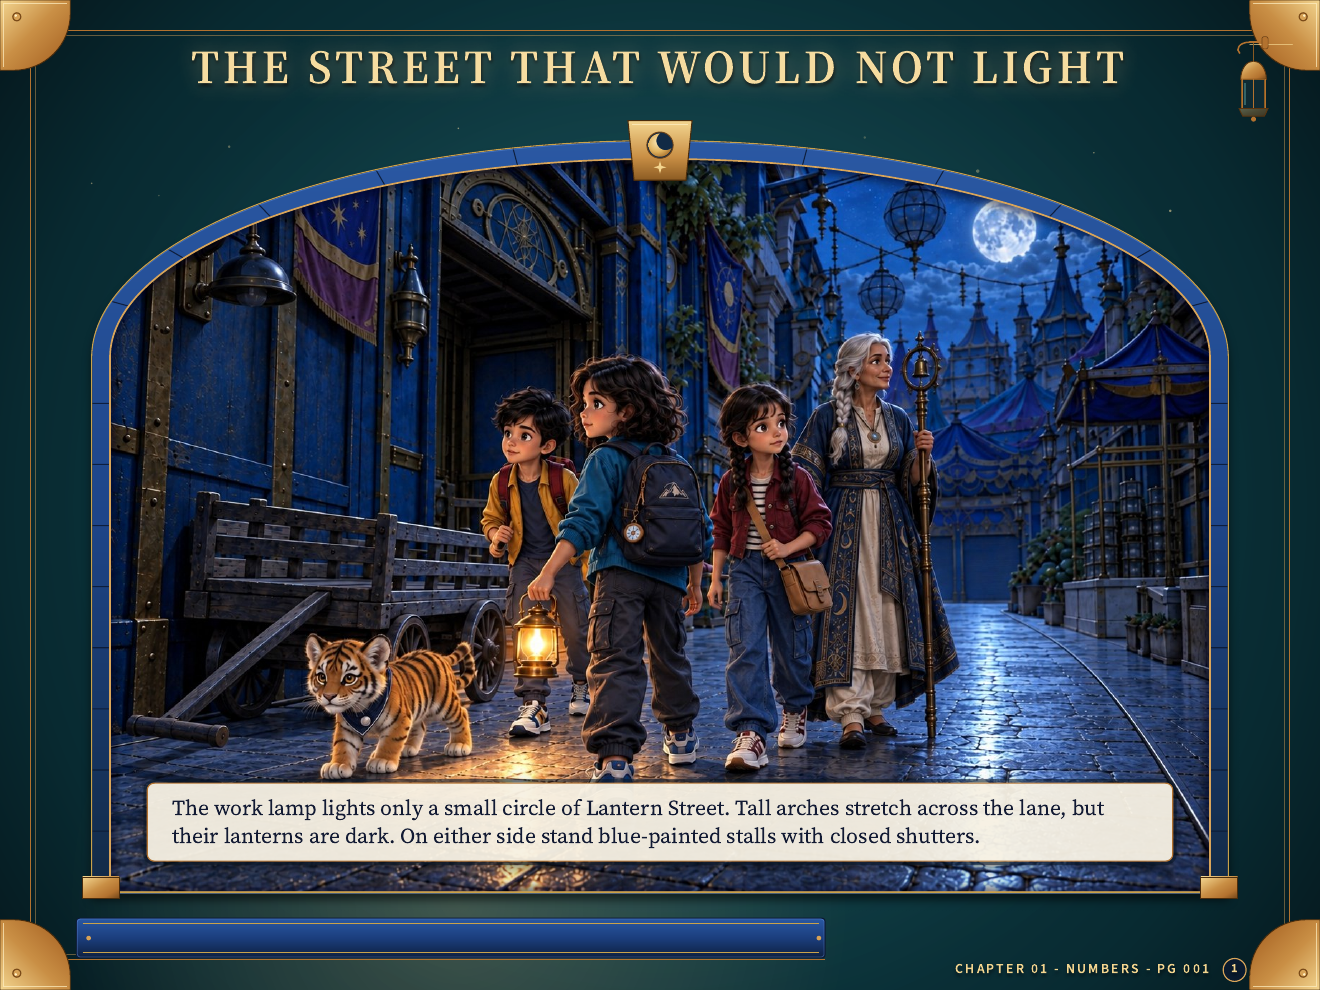 THE STREET THAT WOULD NOT LIGHT
The work lamp lights only a small circle of Lantern Street. Tall arches stretch across the lane, but
their lanterns are dark. On either side stand blue-painted stalls with closed shutters.
CHAPTER 01 - NUMBERS - PG 001 1